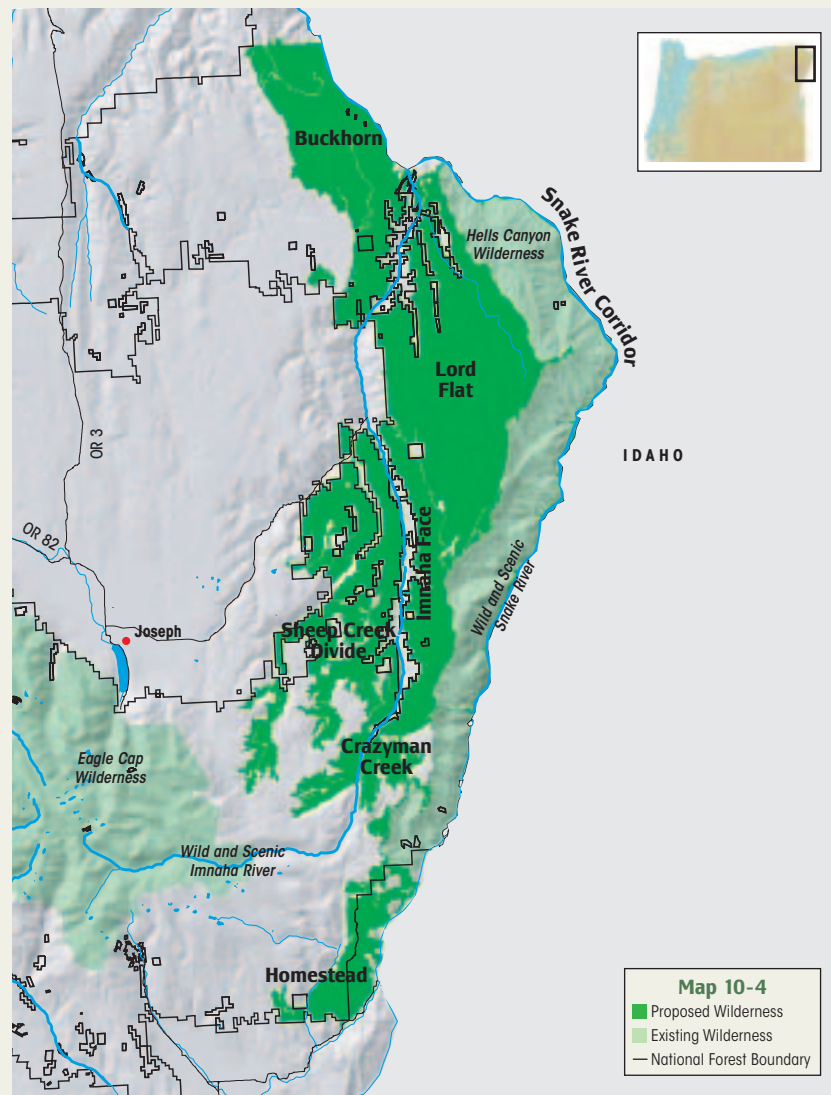 Buckhorn
Hells Canyon
Wilderness
Snake River Corridor
Lord
Flat
IDAHO
OR 3
OR 82
Imnaha Face
Wild and Scenic
Snake River
Joseph
Sheep Creek
Divide
Crazyman
Creek
Eagle Cap
Wilderness
Wild and Scenic
Imnaha River
Homestead
Map 10-4
Proposed Wilderness
Existing Wilderness
National Forest Boundary